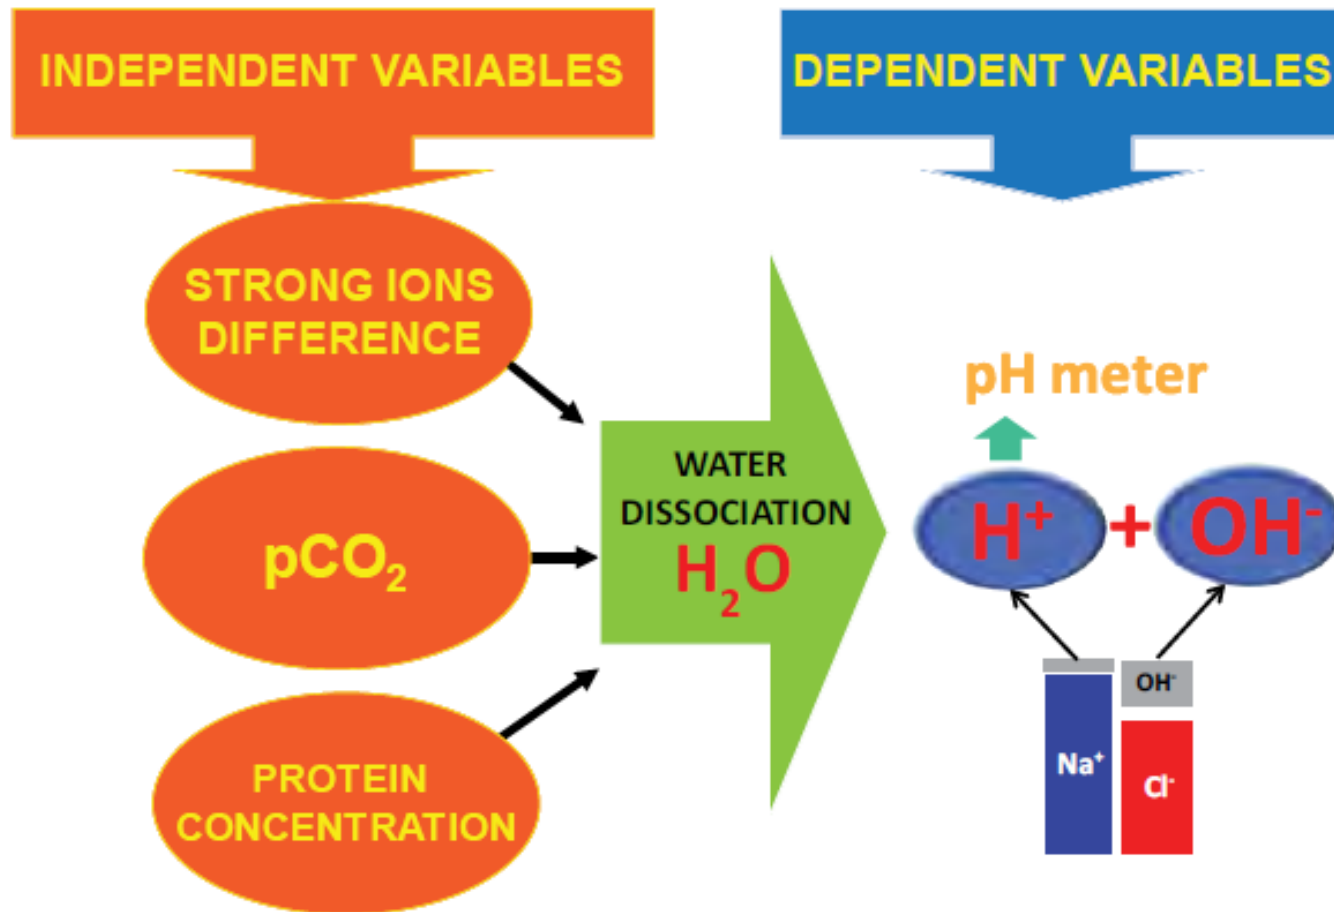 INDEPENDENT VARIABLES
DEPENDENT VARIABLES
STRONG IONS
DIFFERENCE
pCO₂
PROTEIN
CONCENTRATION
WATER
DISSOCIATION
H₂O
pH meter
H⁺ + OH⁻
OH⁻
Na⁺
Cl⁻